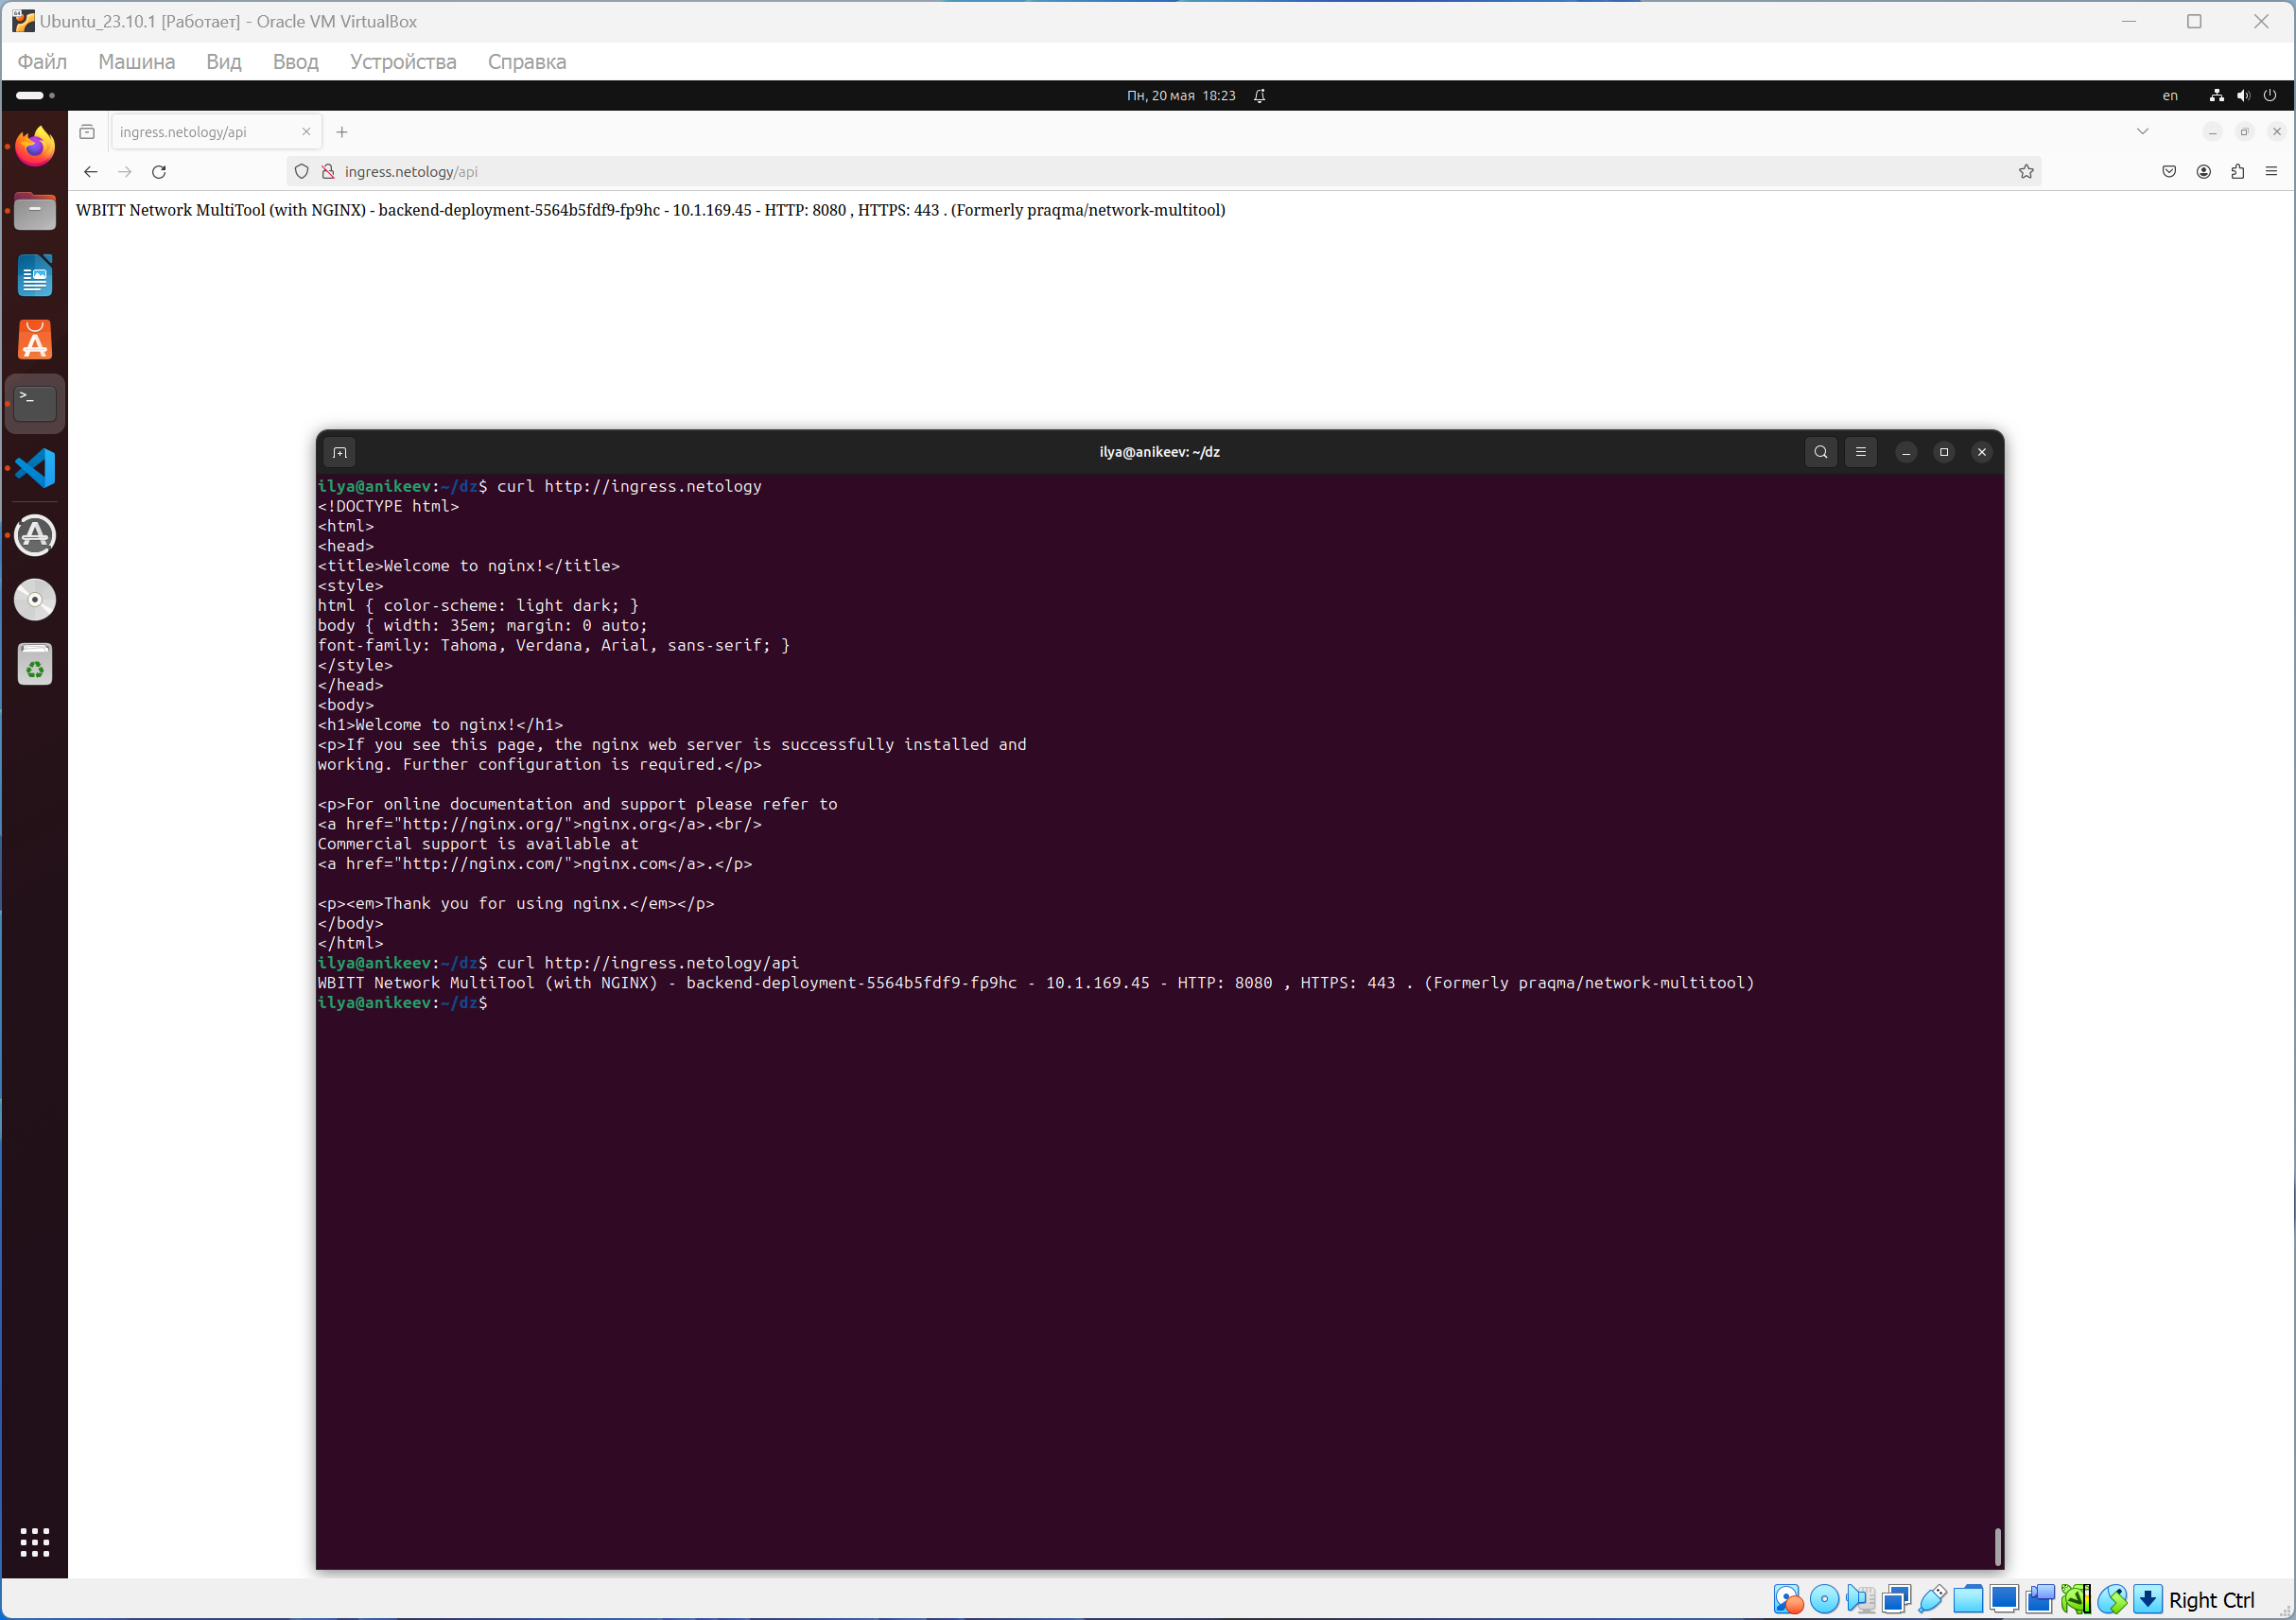 Ubuntu_23.10.1 [Работает] - Oracle VM VirtualBox
Файл Машина Вид Ввод Устройства Справка
Пн, 20 мая 18:23
en
ingress.netology/api
ingress.netology/api
WBITT Network MultiTool (with NGINX) - backend-deployment-5564b5fdf9-fp9hc - 10.1.169.45 - HTTP: 8080 , HTTPS: 443 . (Formerly praqma/network-multitool)
ilya@anikeev: ~/dz
ilya@anikeev:~/dz$ curl http://ingress.netology
<!DOCTYPE html>
<html>
<head>
<title>Welcome to nginx!</title>
<style>
html { color-scheme: light dark; }
body { width: 35em; margin: 0 auto;
font-family: Tahoma, Verdana, Arial, sans-serif; }
</style>
</head>
<body>
<h1>Welcome to nginx!</h1>
<p>If you see this page, the nginx web server is successfully installed and
working. Further configuration is required.</p>
<p>For online documentation and support please refer to
<a href="http://nginx.org/">nginx.org</a>.<br/>
Commercial support is available at
<a href="http://nginx.com/">nginx.com</a>.</p>
<p><em>Thank you for using nginx.</em></p>
</body>
</html>
ilya@anikeev:~/dz$ curl http://ingress.netology/api
WBITT Network MultiTool (with NGINX) - backend-deployment-5564b5fdf9-fp9hc - 10.1.169.45 - HTTP: 8080 , HTTPS: 443 . (Formerly praqma/network-multitool)
ilya@anikeev:~/dz$
Right Ctrl